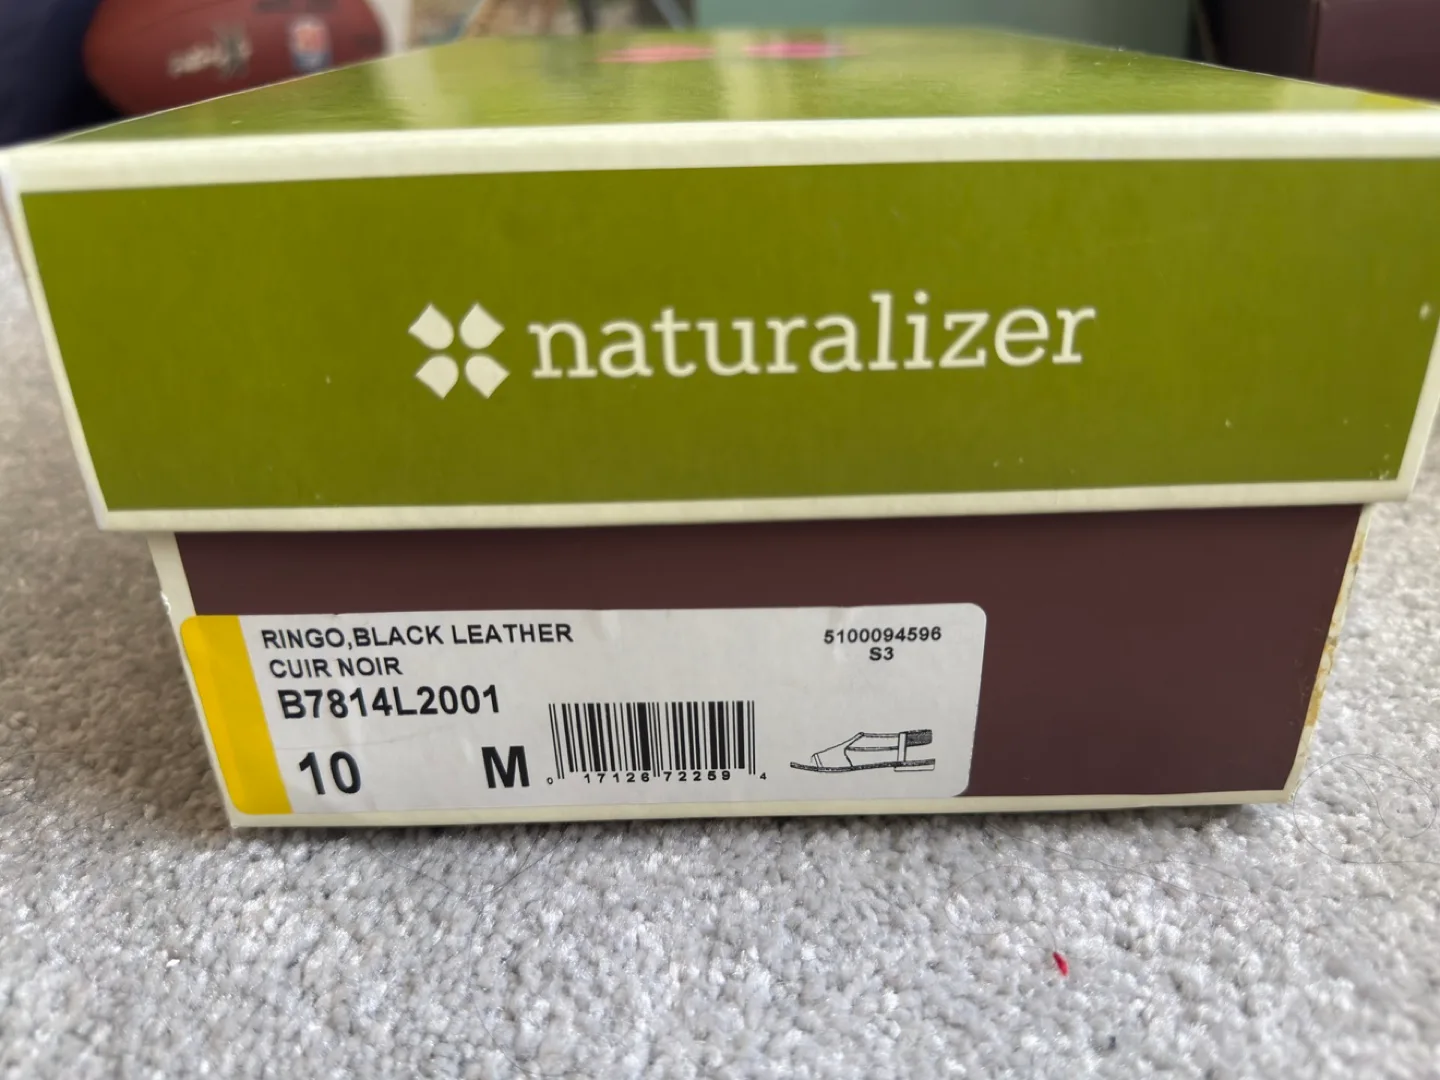 naturalizer
RINGO,BLACK LEATHER
CUIR NOIR
B7814L2001
10 M
5100094596
S3
0 17126 72259 4